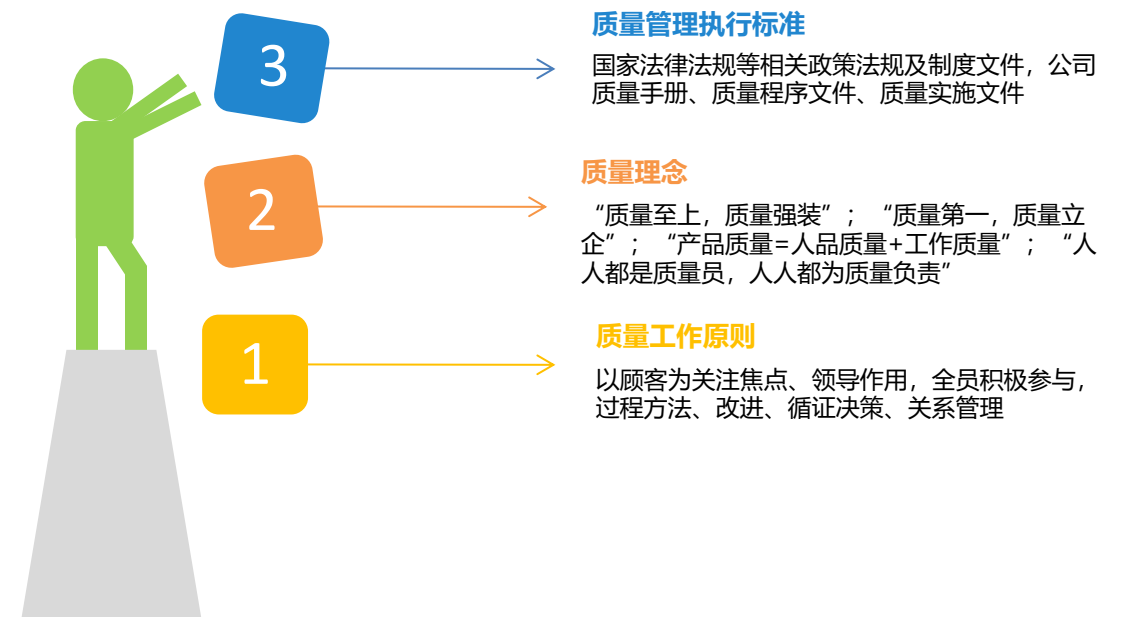 3
质量管理执行标准
国家法律法规等相关政策法规及制度文件，公司
质量手册、质量程序文件、质量实施文件
2
质量理念
“质量至上，质量强装”；“质量第一，质量立
企”；“产品质量=人品质量+工作质量”；“人
人都是质量员，人人都为质量负责”
1
质量工作原则
以顾客为关注焦点、领导作用，全员积极参与，
过程方法、改进、循证决策、关系管理